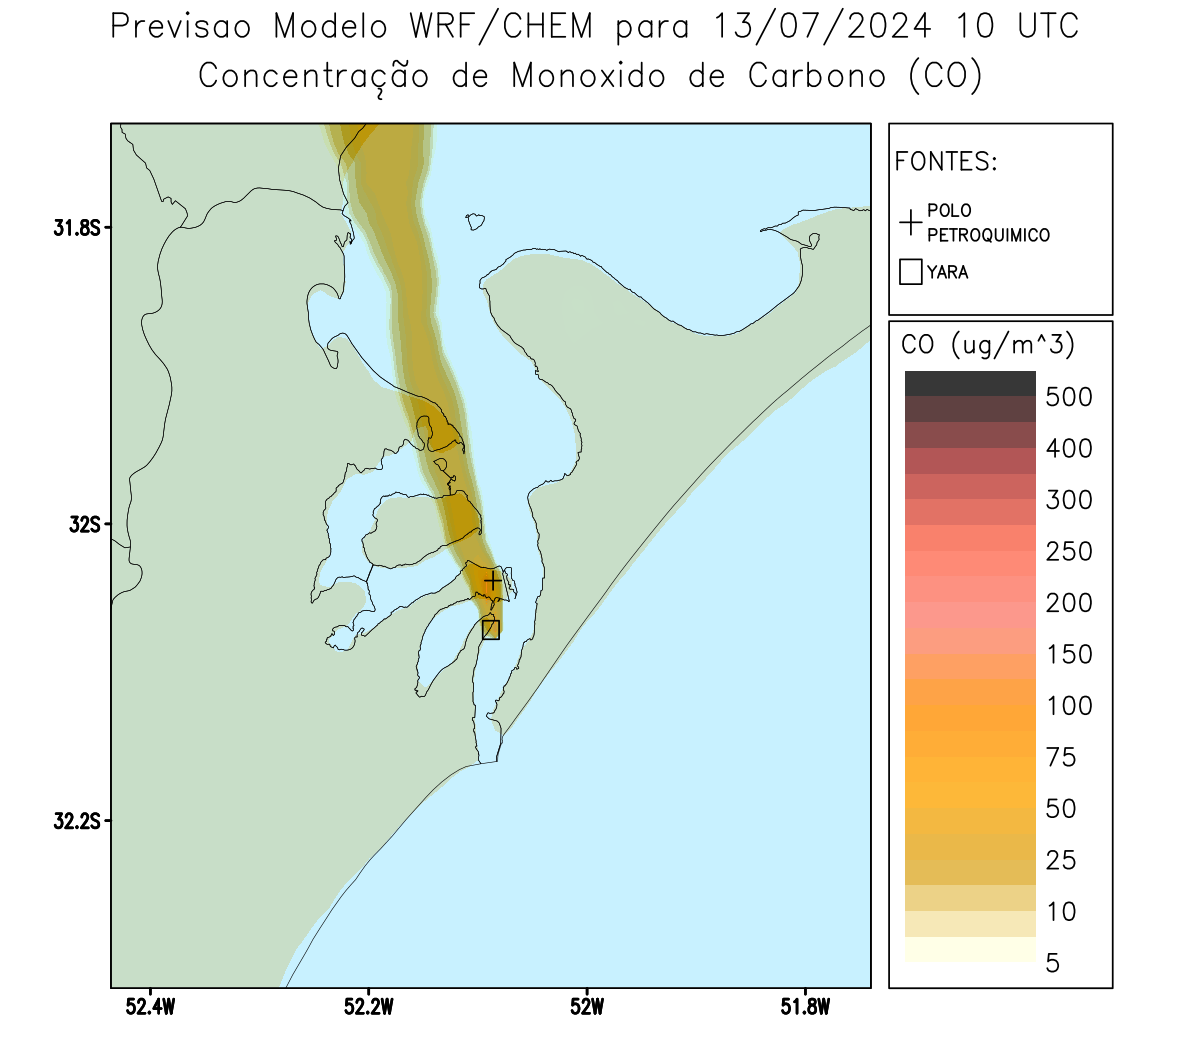 Previsao Modelo WRF/CHEM para 13/07/2024 10 UTC
Concentração de Monoxido de Carbono (CO)
FONTES:
POLO
PETROQUIMICO
YARA
CO (ug/m^3)
500
400
300
250
200
150
100
75
50
25
10
5
31.8S
32S
32.2S
52.4W
52.2W
52W
51.8W